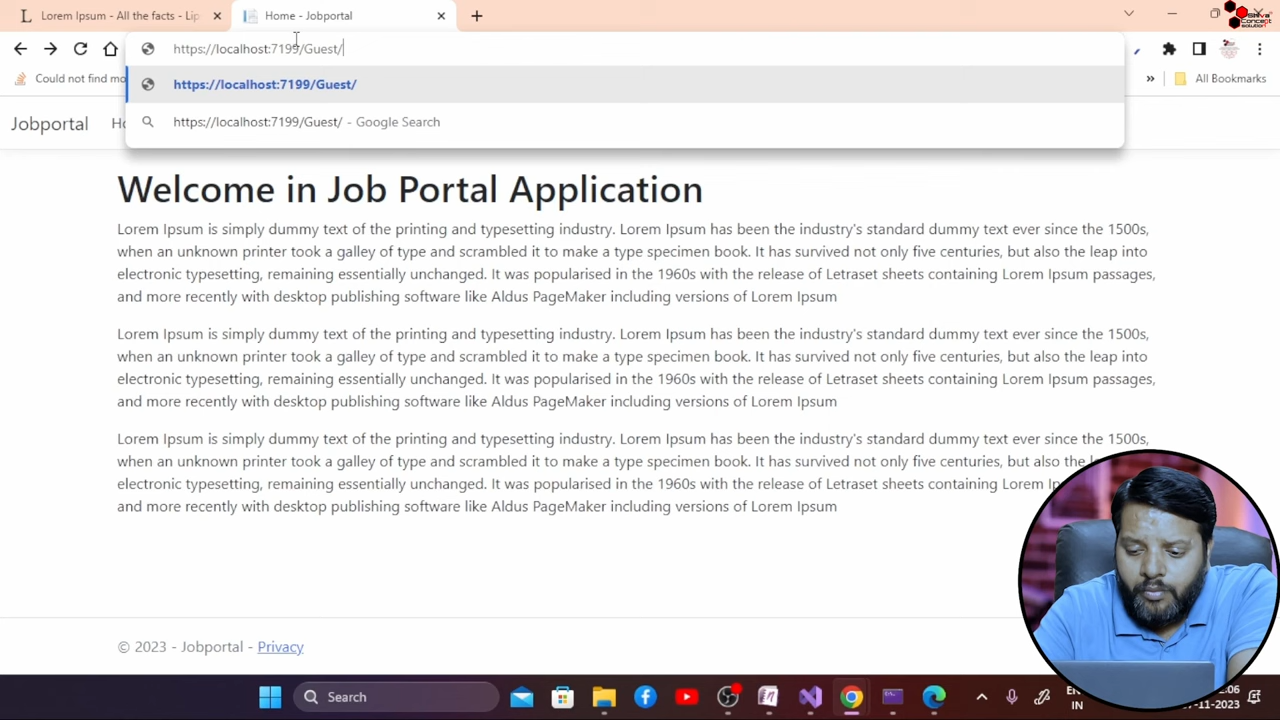 Lorem Ipsum - All the facts - Lip
Home - Jobportal
Shiva Concept Solution
https://localhost:7199/Guest/
Could not find mo
All Bookmarks
https://localhost:7199/Guest/
https://localhost:7199/Guest/ - Google Search
Jobportal
Ho
Welcome in Job Portal Application
Lorem Ipsum is simply dummy text of the printing and typesetting industry. Lorem Ipsum has been the industry's standard dummy text ever since the 1500s,
when an unknown printer took a galley of type and scrambled it to make a type specimen book. It has survived not only five centuries, but also the leap into
electronic typesetting, remaining essentially unchanged. It was popularised in the 1960s with the release of Letraset sheets containing Lorem Ipsum passages,
and more recently with desktop publishing software like Aldus PageMaker including versions of Lorem Ipsum
Lorem Ipsum is simply dummy text of the printing and typesetting industry. Lorem Ipsum has been the industry's standard dummy text ever since the 1500s,
when an unknown printer took a galley of type and scrambled it to make a type specimen book. It has survived not only five centuries, but also the leap into
electronic typesetting, remaining essentially unchanged. It was popularised in the 1960s with the release of Letraset sheets containing Lorem Ipsum passages,
and more recently with desktop publishing software like Aldus PageMaker including versions of Lorem Ipsum
Lorem Ipsum is simply dummy text of the printing and typesetting industry. Lorem Ipsum has been the industry's standard dummy text ever since the 1500s,
when an unknown printer took a galley of type and scrambled it to make a type specimen book. It has survived not only five centuries, but also the le
electronic typesetting, remaining essentially unchanged. It was popularised in the 1960s with the release of Letraset sheets containing Lorem Ip
and more recently with desktop publishing software like Aldus PageMaker including versions of Lorem Ipsum
© 2023 - Jobportal - Privacy
Search
EN
IN
2:06
7-11-2023